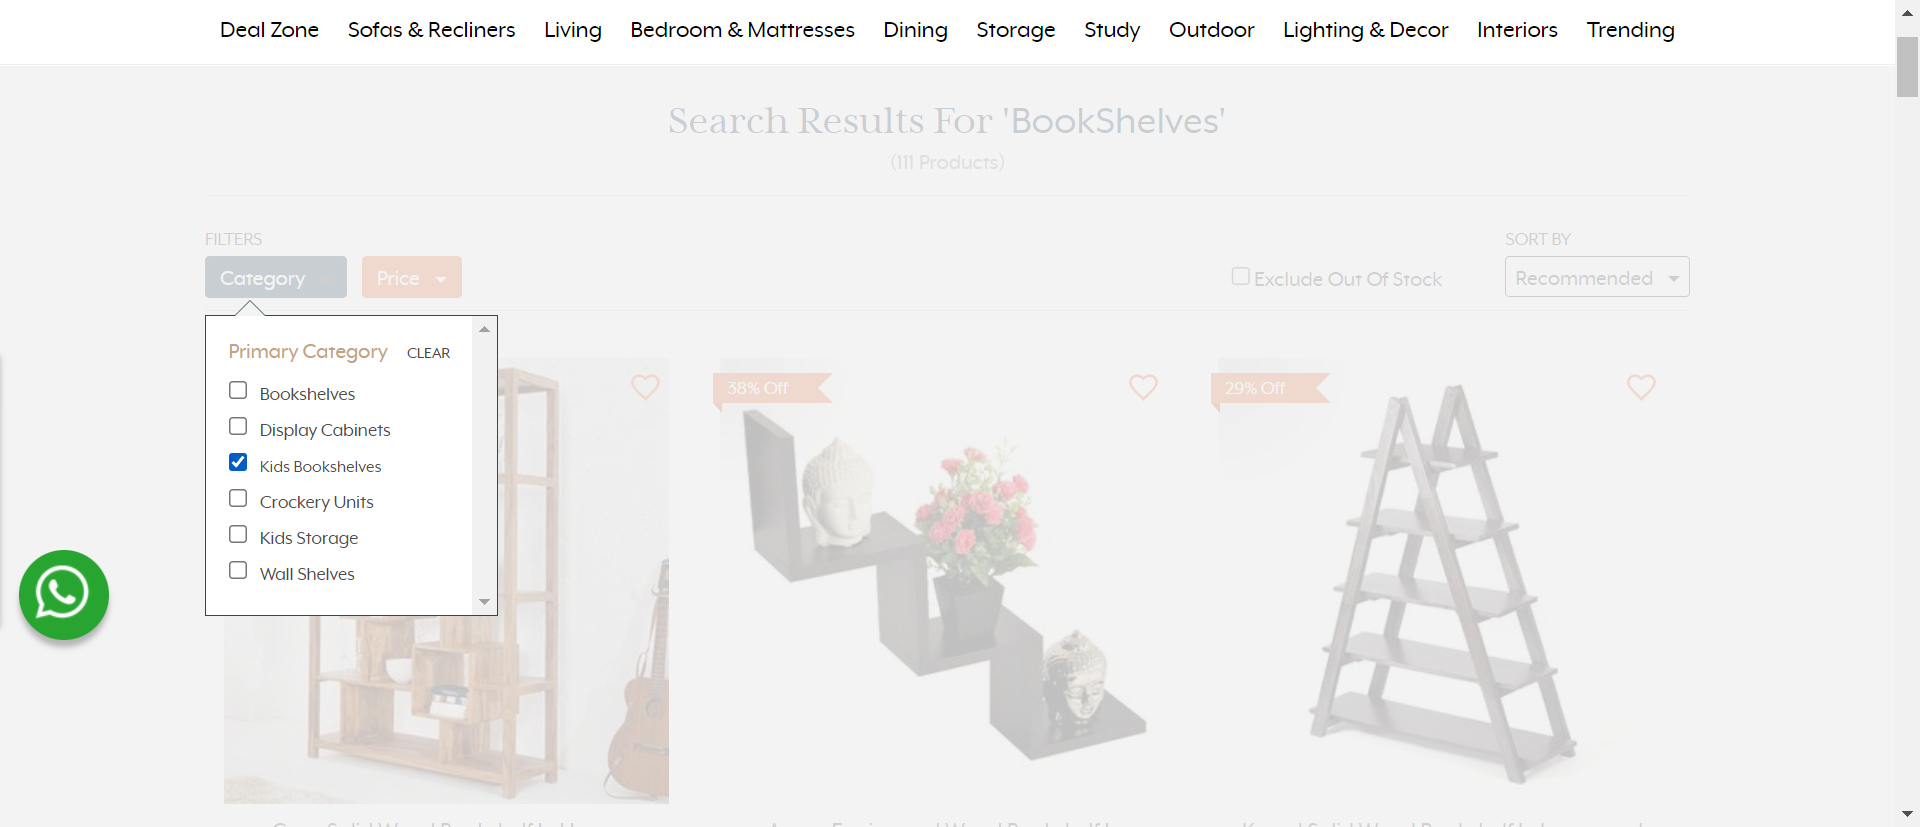 Deal Zone Sofas & Recliners Living Bedroom & Mattresses Dining Storage Study Outdoor Lighting & Decor Interiors Trending
Search Results For 'BookShelves'
(111 Products)
FILTERS
SORT BY
Category Price
Exclude Out Of Stock
Recommended
Primary Category CLEAR
Bookshelves
Display Cabinets
Kids Bookshelves
Crockery Units
Kids Storage
Wall Shelves
38% Off
29% Off